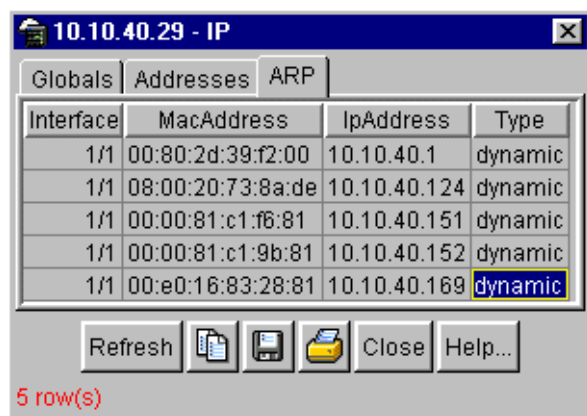 10.10.40.29 - IP
Globals Addresses ARP
Interface MacAddress IpAddress Type
1/1 00:80:2d:39:f2:00 10.10.40.1 dynamic
1/1 08:00:20:73:8a:de 10.10.40.124 dynamic
1/1 00:00:81:c1:f6:81 10.10.40.151 dynamic
1/1 00:00:81:c1:9b:81 10.10.40.152 dynamic
1/1 00:e0:16:83:28:81 10.10.40.169 dynamic
Refresh Close Help...
5 row(s)